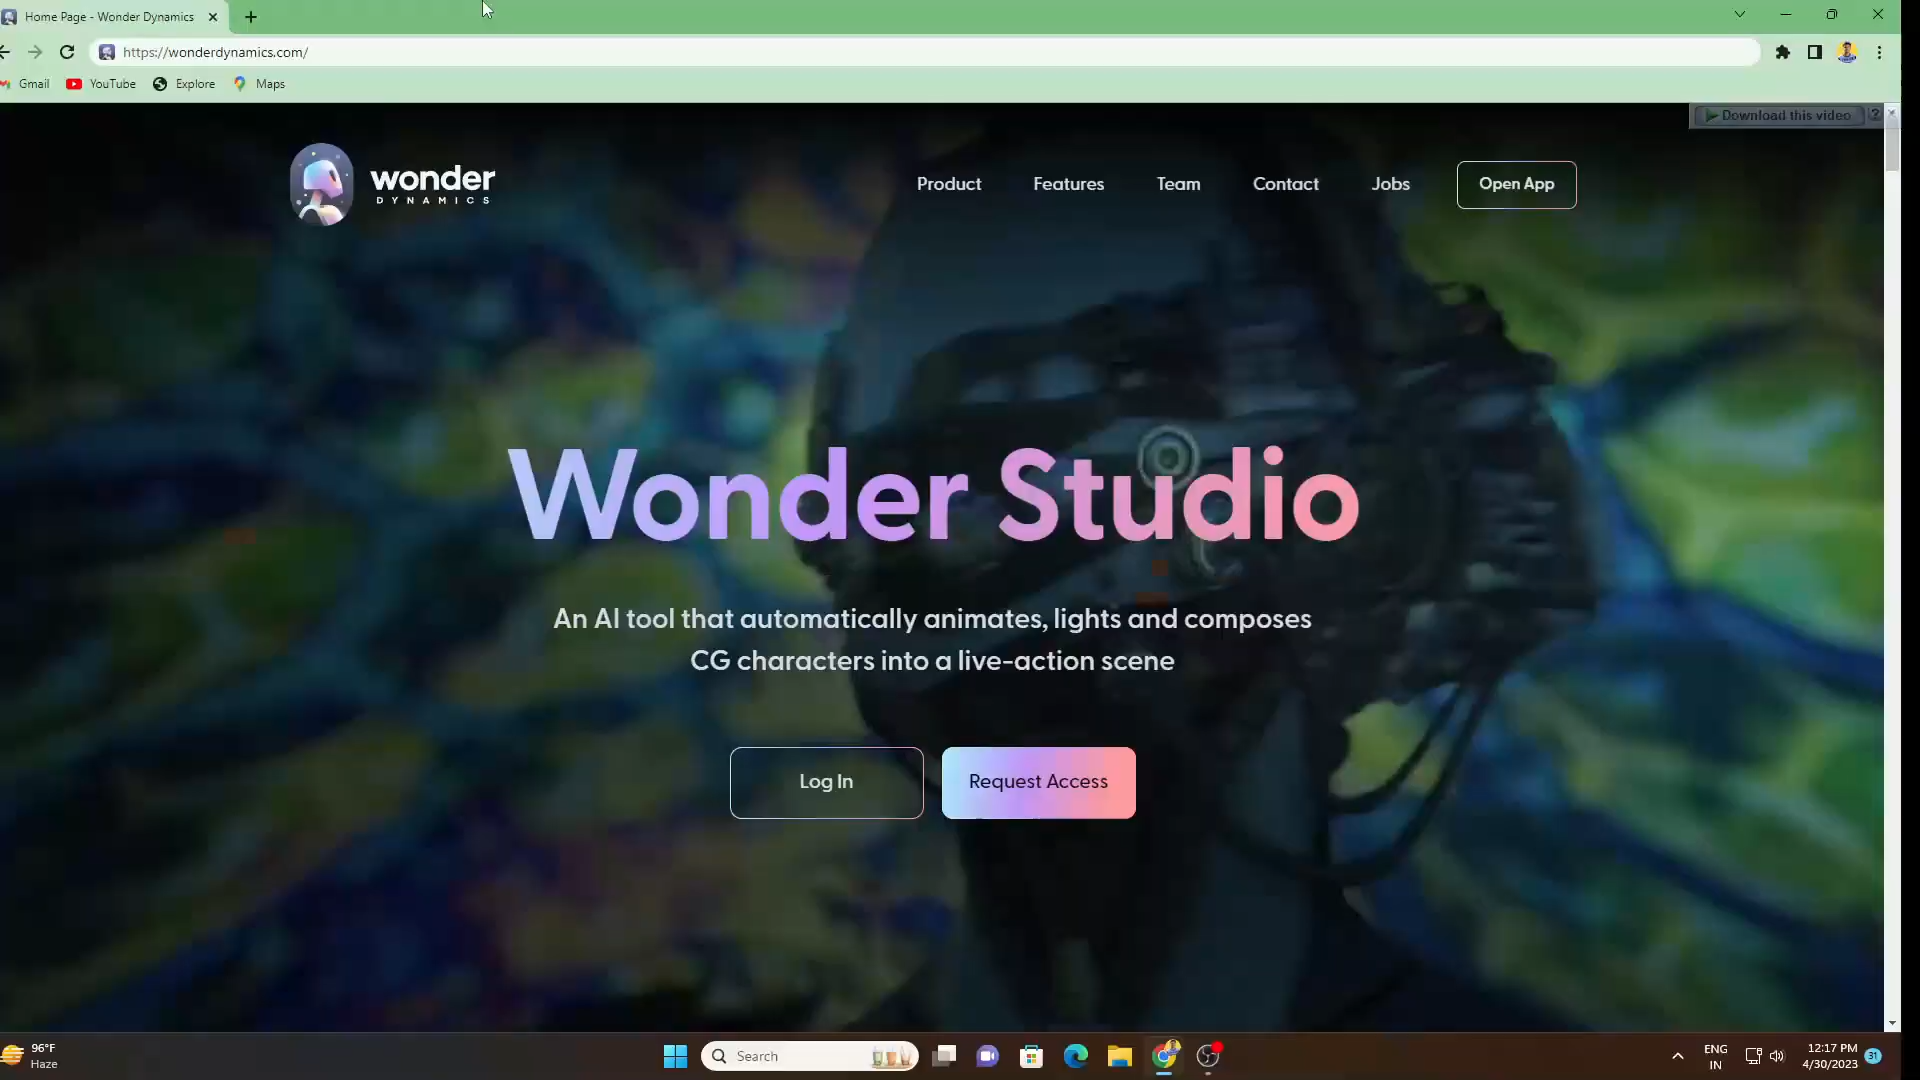 Home Page - Wonder Dynamics
https://wonderdynamics.com/
Gmail
YouTube
Explore
Maps
Download this video ?
wonder
DYNAMICS
Product
Features
Team
Contact
Jobs
Open App
Wonder Studio
An AI tool that automatically animates, lights and composes
CG characters into a live-action scene
Log In
Request Access
96°F
Haze
Search
ENG
IN
12:17 PM
4/30/2023
31